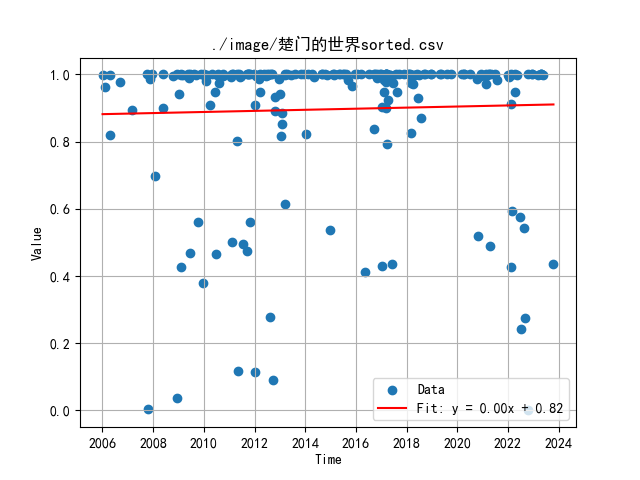 ./image/楚门的世界sorted.csv
Value
1.0
0.8
0.6
0.4
0.2
0.0
Data
Fit: y = 0.00x + 0.82
2006 2008 2010 2012 2014 2016 2018 2020 2022 2024
Time